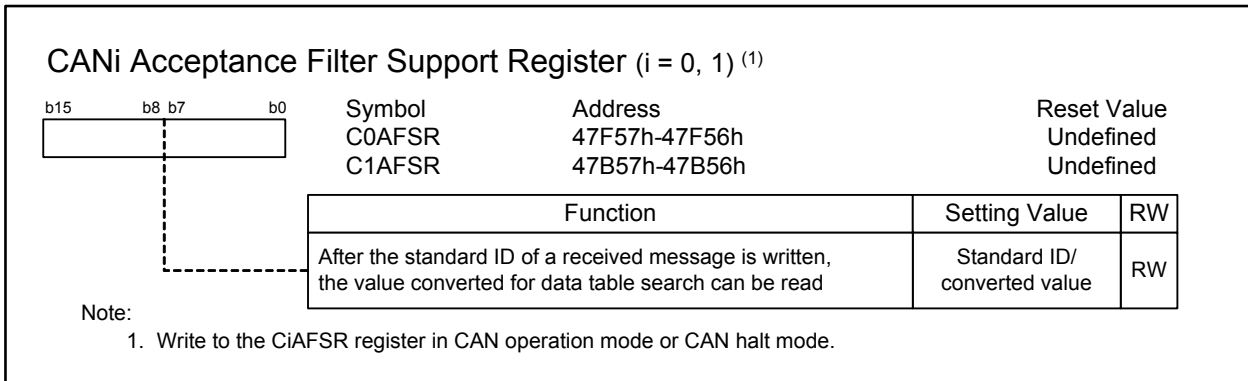 CANi Acceptance Filter Support Register (i = 0, 1) (1)
b15 b8 b7 b0
Symbol Address Reset Value
C0AFSR 47F57h-47F56h Undefined
C1AFSR 47B57h-47B56h Undefined
Function Setting Value RW
After the standard ID of a received message is written,
the value converted for data table search can be read
Standard ID/
converted value
RW
Note:
1. Write to the CiAFSR register in CAN operation mode or CAN halt mode.